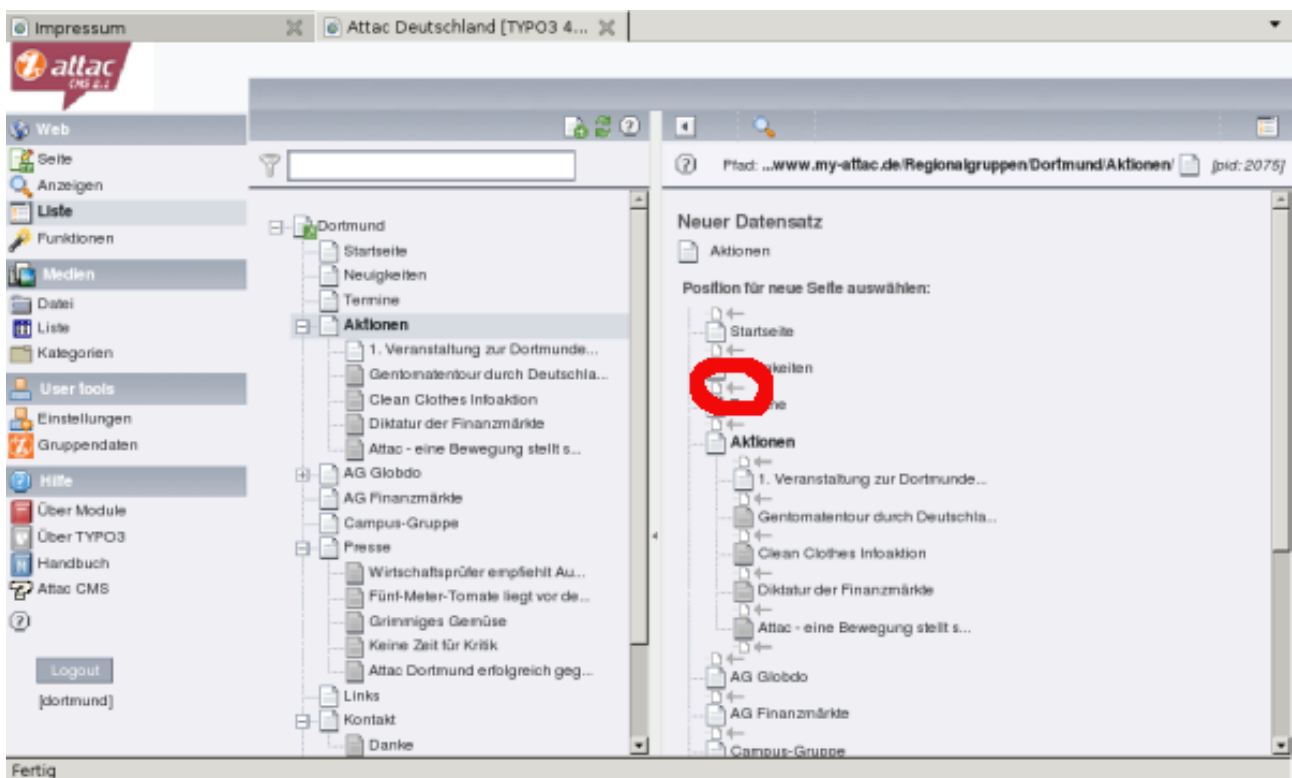 Impressum
Attac Deutschland [TYPO3 4...
attac
CMS 2.1
Web
Seite
Anzeigen
Liste
Funktionen
Medien
Datei
Liste
Kategorien
User tools
Einstellungen
Gruppendaten
Hilfe
Über Module
Über TYPO3
Handbuch
Attac CMS
Logout
[dortmund]
Dortmund
Startseite
Neuigkeiten
Termine
Aktionen
1. Veranstaltung zur Dortmunde...
Gentomatentour durch Deutschla...
Clean Clothes Infoaktion
Diktatur der Finanzmärkte
Attac - eine Bewegung stellt s...
AG Globdo
AG Finanzmärkte
Campus-Gruppe
Presse
Wirtschaftsprüfer empfiehlt Au...
Fünf-Meter-Tomate liegt vor de...
Grimmiges Gemüse
Keine Zeit für Kritik
Attac Dortmund erfolgreich geg...
Links
Kontakt
Danke
Pfad: ...www.my-attac.de/Regionalgruppen/Dortmund/Aktionen/ [pid: 2075]
Neuer Datensatz
Aktionen
Position für neue Seite auswählen:
Startseite
Aktionen
1. Veranstaltung zur Dortmunde...
Gentomatentour durch Deutschla...
Clean Clothes Infoaktion
Diktatur der Finanzmärkte
Attac - eine Bewegung stellt s...
AG Globdo
AG Finanzmärkte
Campus-Gruppe
Fertig